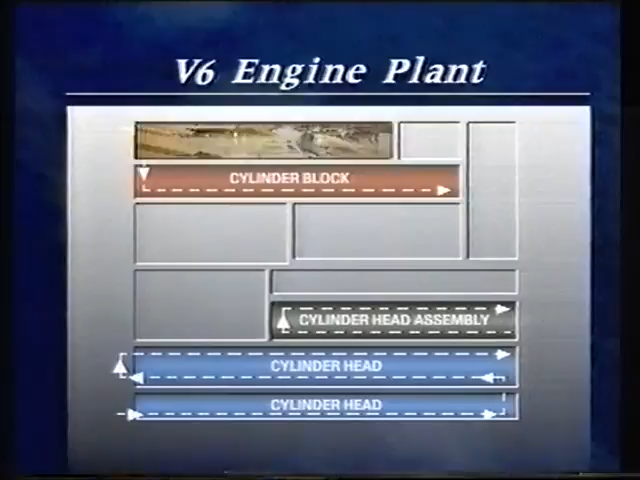 V6 Engine Plant
CYLINDER BLOCK
CYLINDER HEAD ASSEMBLY
CYLINDER HEAD
CYLINDER HEAD